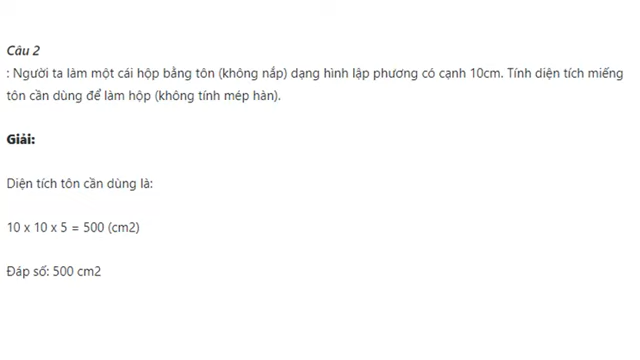 Câu 2
: Người ta làm một cái hộp bằng tôn (không nắp) dạng hình lập phương có cạnh 10cm. Tính diện tích miếng
tôn cần dùng để làm hộp (không tính mép hàn).
Giải:
Diện tích tôn cần dùng là:
10 x 10 x 5 = 500 (cm2)
Đáp số: 500 cm2